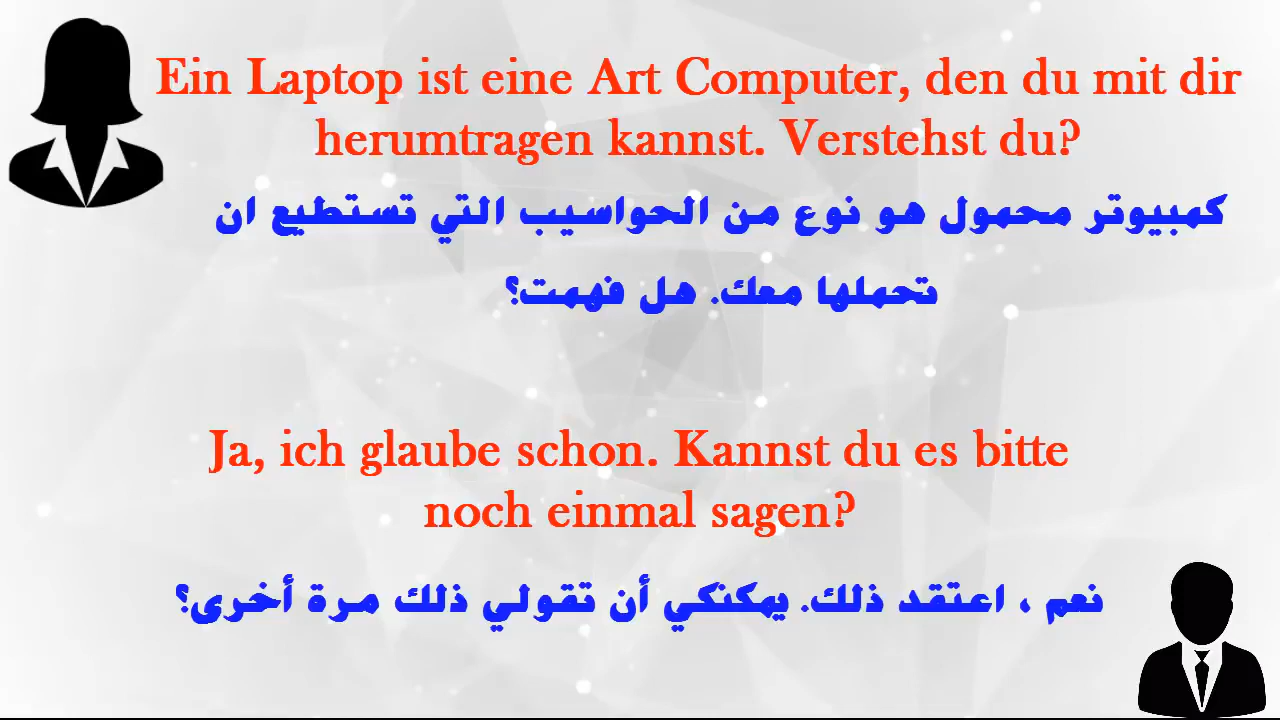 Ein Laptop ist eine Art Computer, den du mit dir
herumtragen kannst. Verstehst du?
كمبيوتر محمول هو نوع من الحواسيب التي تستطيع ان
تحملها معك. هل فهمت؟
Ja, ich glaube schon. Kannst du es bitte
noch einmal sagen?
نعم ، اعتقد ذلك. يمكنكي أن تقولي ذلك مرة أخرى؟